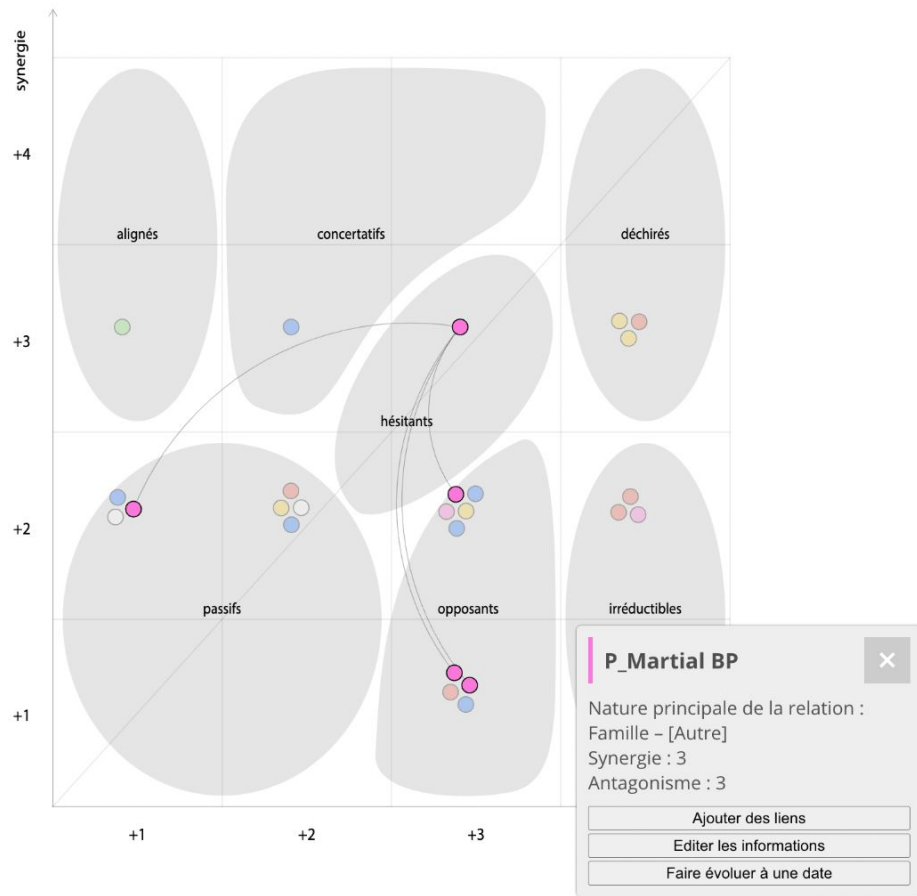 synergie
+4
alignés
concertatifs
déchirés
+3
hésitants
+2
passifs
opposants
irréductibles
+1
+1
+2
+3
P_Martial BP
×
Nature principale de la relation :
Famille – [Autre]
Synergie : 3
Antagonisme : 3
Ajouter des liens
Editer les informations
Faire évoluer à une date